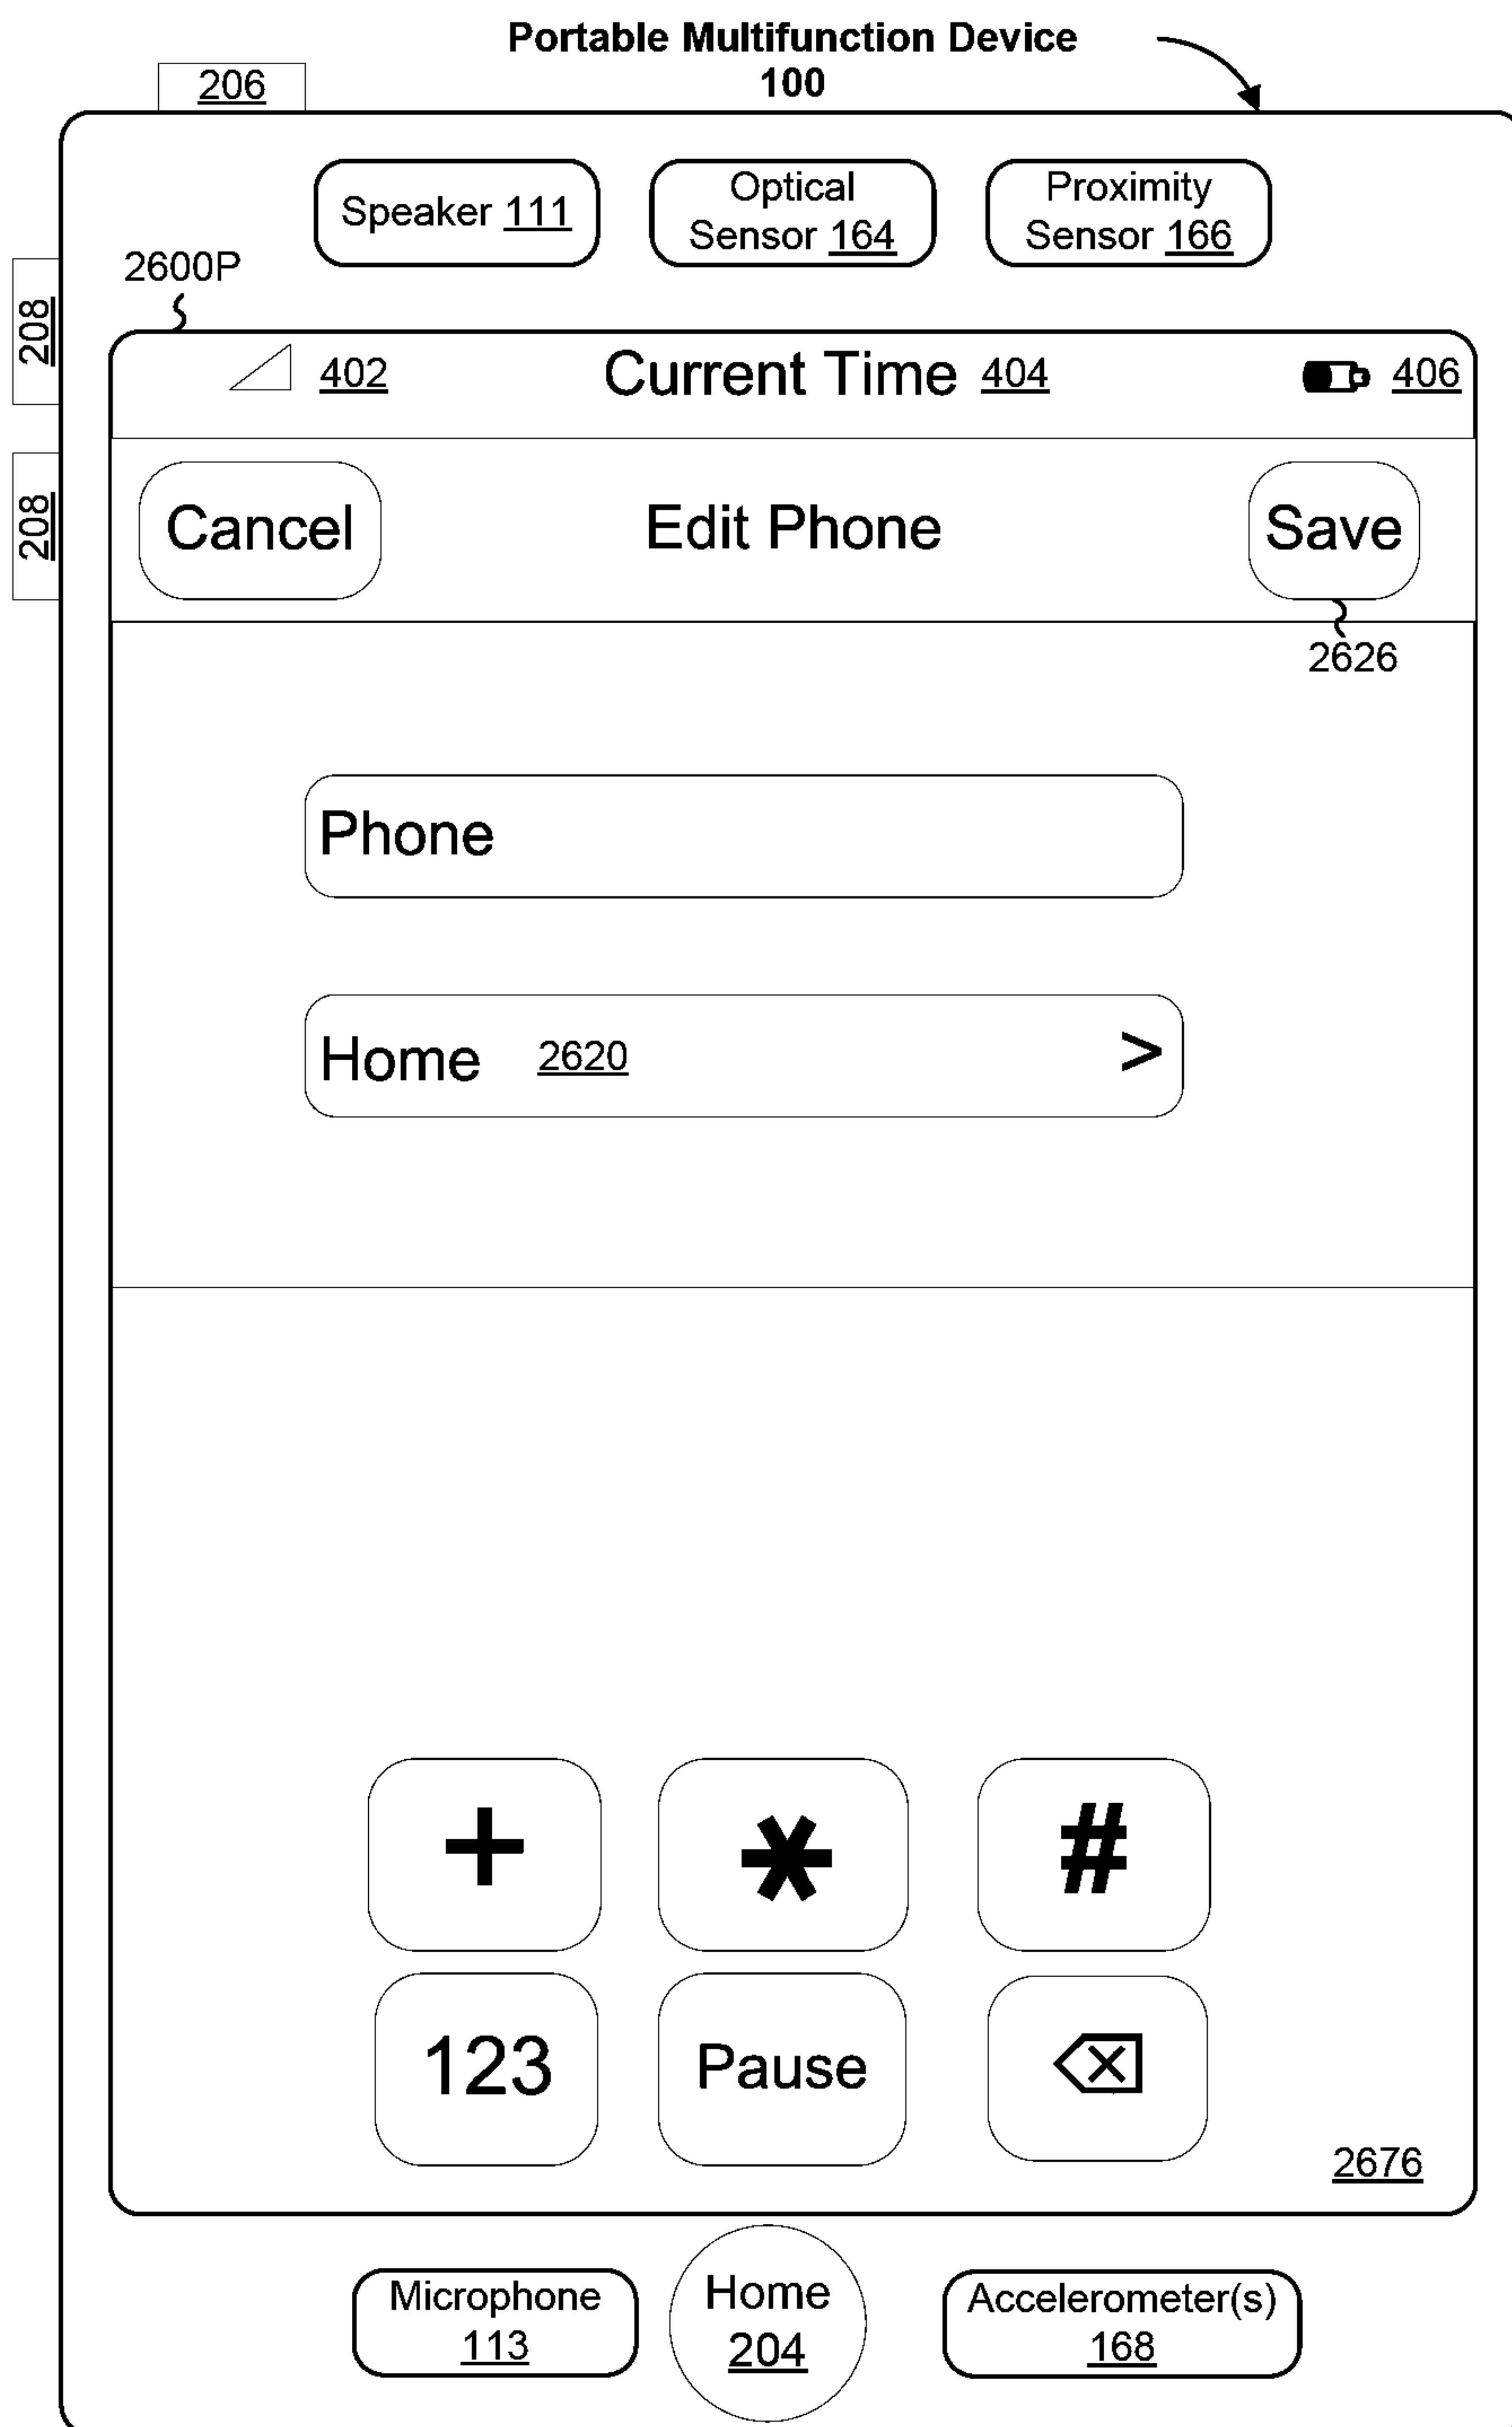 Portable Multifunction Device
100
206
Speaker 111
Optical
Sensor 164
Proximity
Sensor 166
2600P
208
208
402
Current Time 404
406
Cancel
Edit Phone
Save
2626
Phone
Home 2620 >
+
*
#
123
Pause
2676
Microphone
113
Home
204
Accelerometer(s)
168